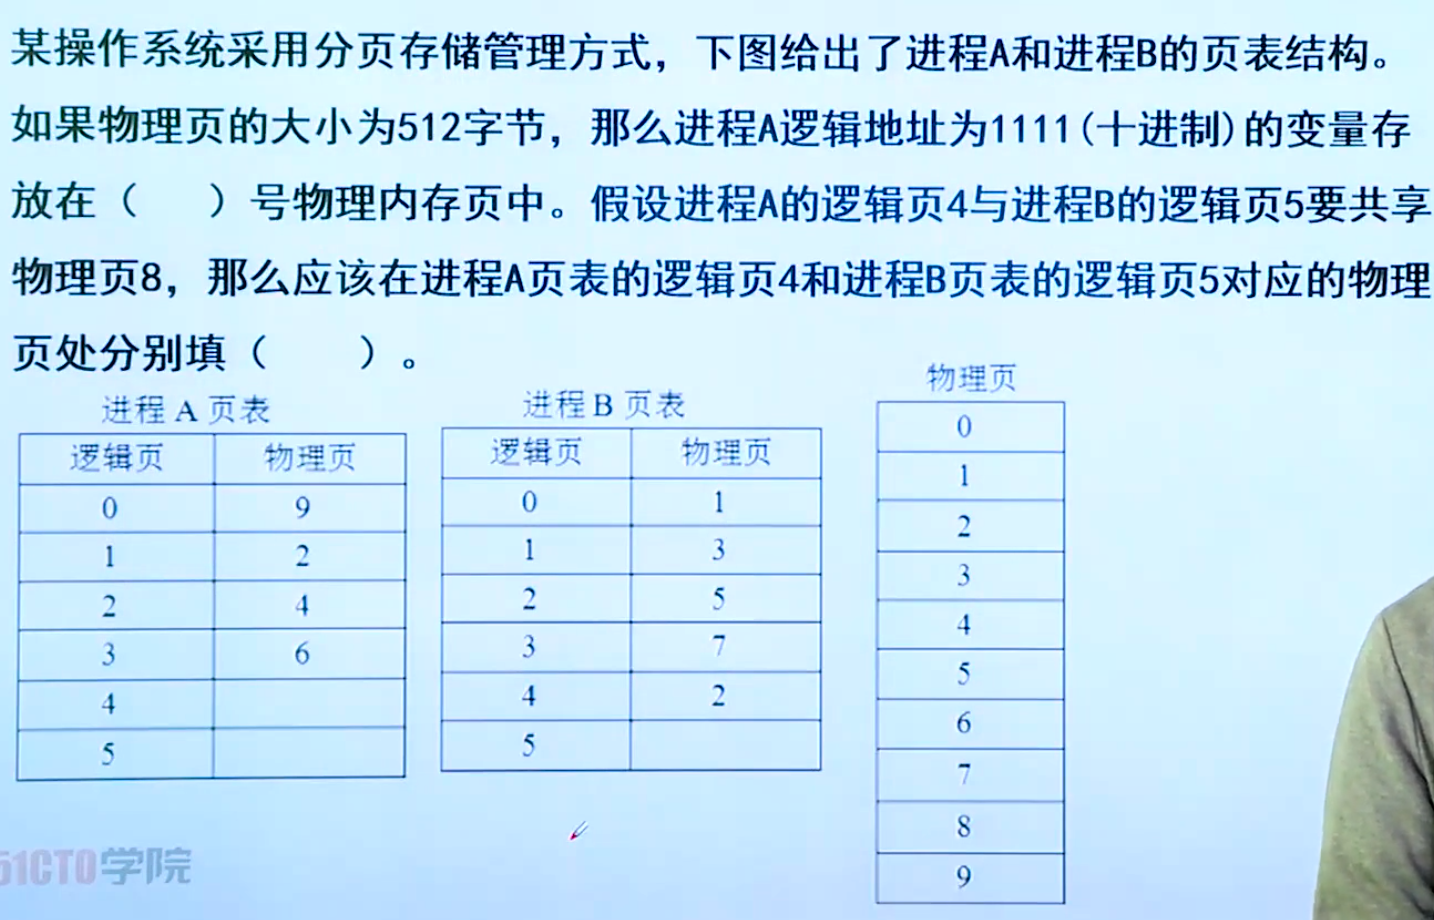 某操作系统采用分页存储管理方式，下图给出了进程A和进程B的页表结构。
如果物理页的大小为512字节，那么进程A逻辑地址为1111(十进制)的变量存
放在（　　）号物理内存页中。假设进程A的逻辑页4与进程B的逻辑页5要共享
物理页8，那么应该在进程A页表的逻辑页4和进程B页表的逻辑页5对应的物理
页处分别填（　　）。
进程 A 页表
逻辑页 物理页
0 9
1 2
2 4
3 6
4
5
进程 B 页表
逻辑页 物理页
0 1
1 3
2 5
3 7
4 2
5
物理页
0
1
2
3
4
5
6
7
8
9
51CTO学院